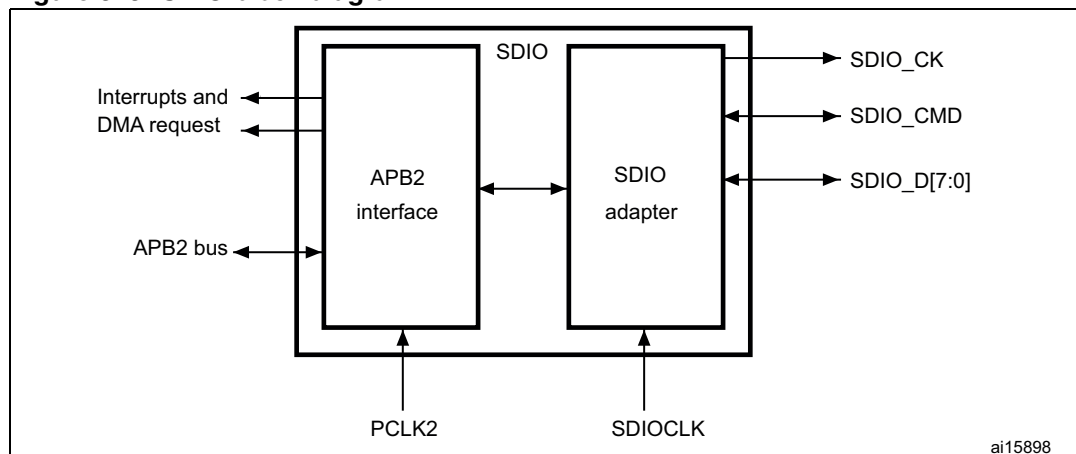 SDIO
Interrupts and
DMA request
APB2 bus
APB2
interface
SDIO
adapter
SDIO_CK
SDIO_CMD
SDIO_D[7:0]
PCLK2
SDIOCLK
ai15898